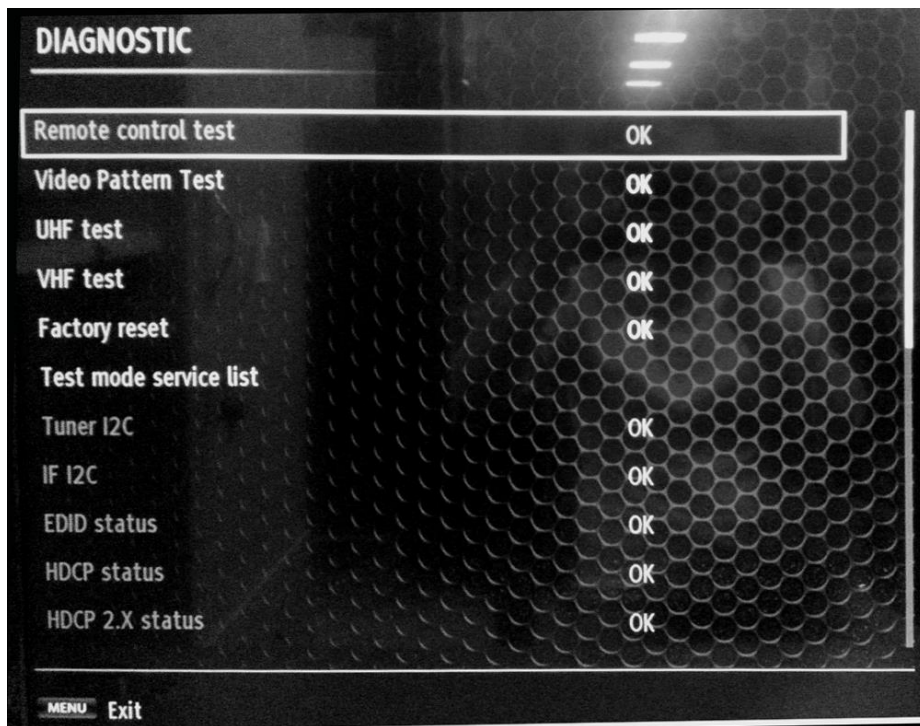 DIAGNOSTIC
Remote control test OK
Video Pattern Test OK
UHF test OK
VHF test OK
Factory reset OK
Test mode service list
Tuner I2C OK
IF I2C OK
EDID status OK
HDCP status OK
HDCP 2.X status OK
MENU Exit